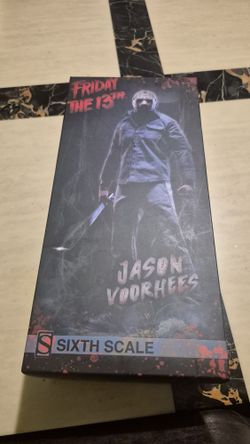 FRIDAY
THE 13TH
JASON
VOORHEES
S SIXTH SCALE